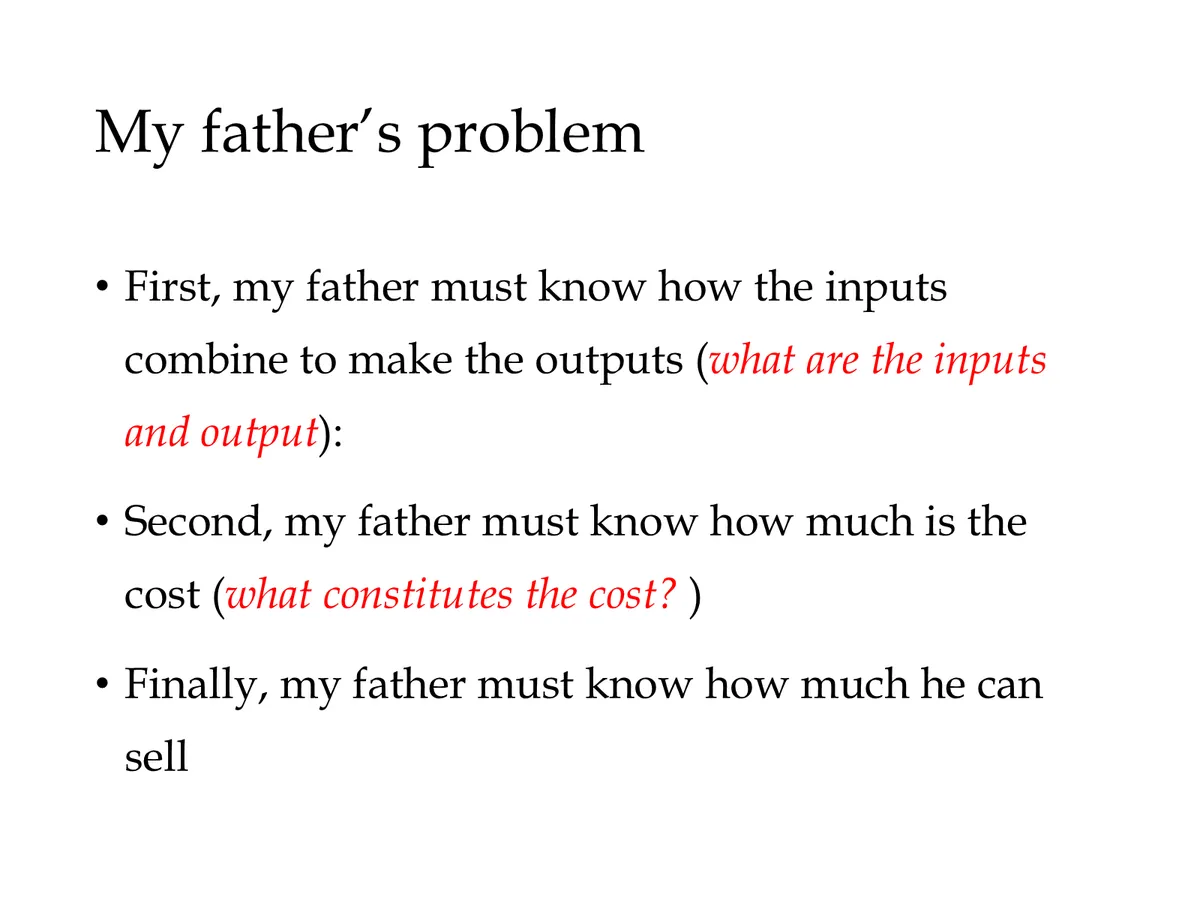 My father’s problem
• First, my father must know how the inputs
combine to make the outputs (what are the inputs
and output):
• Second, my father must know how much is the
cost (what constitutes the cost? )
• Finally, my father must know how much he can
sell